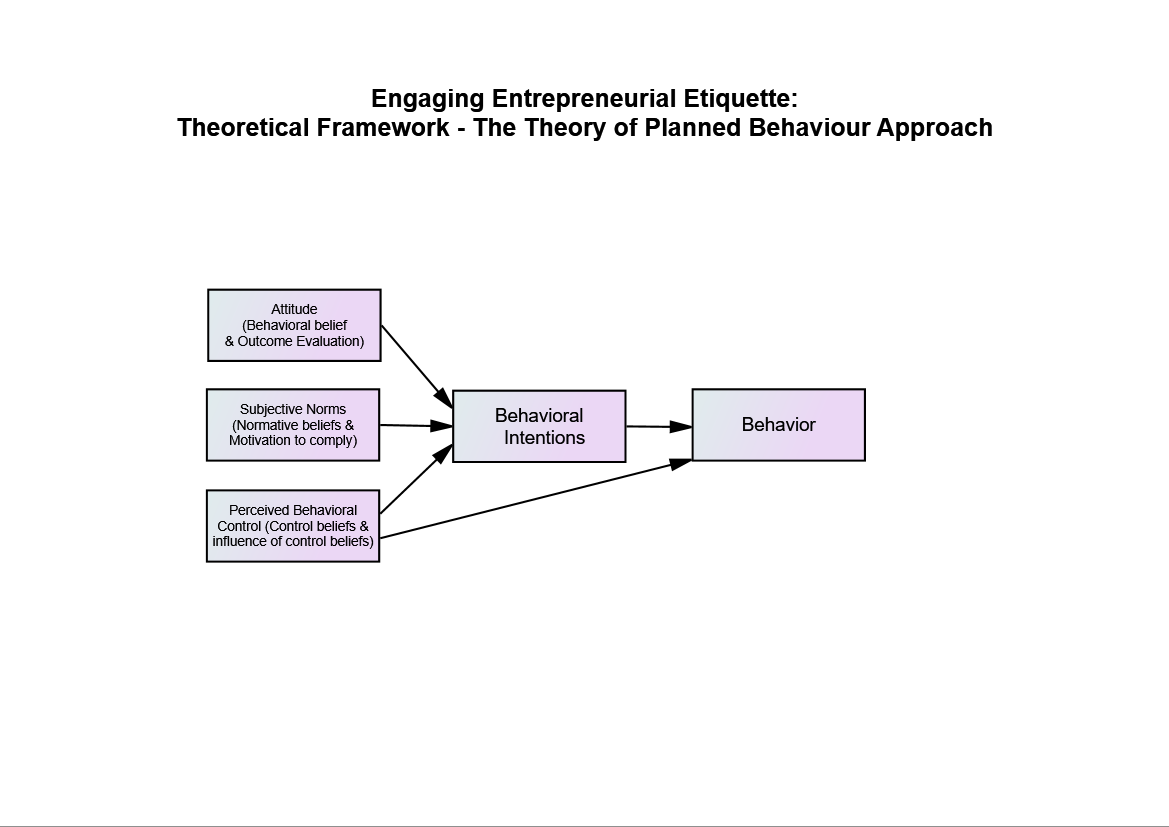 Engaging Entrepreneurial Etiquette:
Theoretical Framework - The Theory of Planned Behaviour Approach
Attitude
(Behavioral belief
& Outcome Evaluation)
Subjective Norms
(Normative beliefs &
Motivation to comply)
Perceived Behavioral
Control (Control beliefs &
influence of control beliefs)
Behavioral
Intentions
Behavior